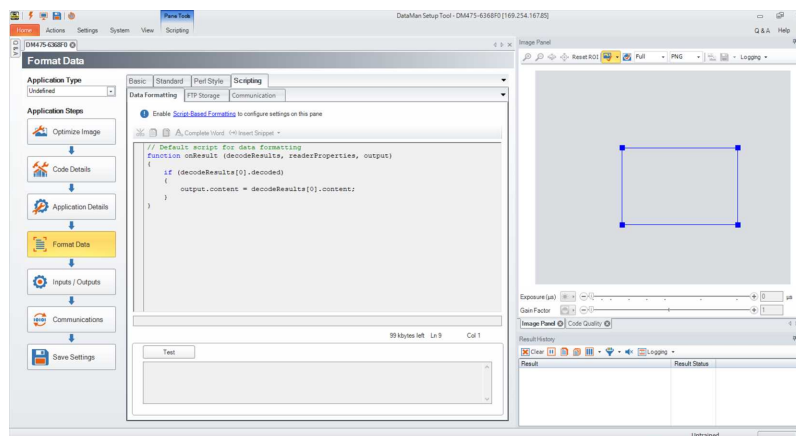 Pane Tools
DataMan Setup Tool - DM475-6368F0 [169.254.167.85]
Home Actions Settings System View Scripting
Q & A Help
Q & A
DM475-6368F0
Image Panel
Format Data
Reset ROI Full PNG Logging
Application Type
Undefined
Basic Standard Perl Style Scripting
Data Formatting FTP Storage Communication
Application Steps
Enable Script-Based Formatting to configure settings on this pane
Complete Word Insert Snippet
Optimize Image
Code Details
Application Details
Format Data
Inputs / Outputs
Communications
Save Settings
// Default script for data formatting
function onResult (decodeResults, readerProperties, output)
{
if (decodeResults[0].decoded)
{
output.content = decodeResults[0].content;
}
}
99 kbytes left Ln 9 Col 1
Test
Exposure (µs) 0 µs
Gain Factor 1
Image Panel Code Quality
Result History
Clear Logging
Result Result Status
Untrained